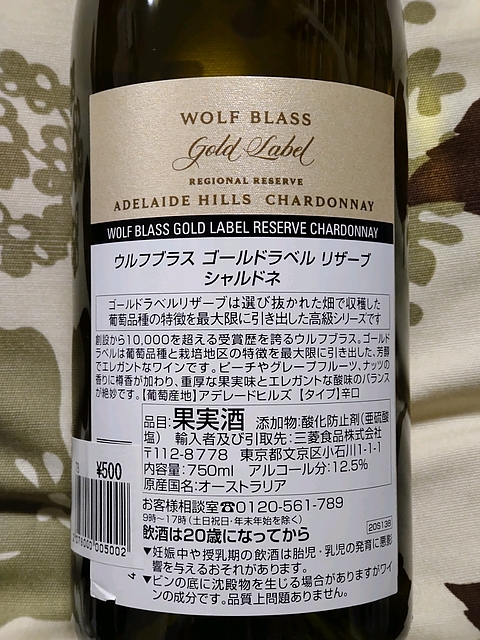 WOLF BLASS
Gold Label
REGIONAL RESERVE
ADELAIDE HILLS CHARDONNAY
WOLF BLASS GOLD LABEL RESERVE CHARDONNAY
ウルフブラス ゴールドラベル リザーブ
シャルドネ
ゴールドラベルリザーブは選び抜かれた畑で収穫した
葡萄品種の特徴を最大限に引き出した高級シリーズです
創設から10,000を超える受賞歴を誇るウルフブラス。ゴールド
ラベルは葡萄品種と栽培地区の特徴を最大限に引き出した、芳醇
でエレガントなワインです。ピーチやグレープフルーツ、ナッツの
香りに樽香が加わり、重厚な果実味とエレガントな酸味のバランス
が絶妙です。【葡萄産地】アデレードヒルズ 【タイプ】辛口
品目:果実酒 添加物:酸化防止剤(亜硫酸
塩) 輸入者及び引取先:三菱食品株式会社
〒112-8778 東京都文京区小石川1-1-1
内容量:750ml アルコール分:12.5%
原産国名:オーストラリア
¥500
お客様相談室☎0120-561-789
9時〜17時(土日祝日・年末年始を除く)
飲酒は20歳になってから
20S13B
▼妊娠中や授乳期の飲酒は胎児・乳児の発育に悪影
響を与えるおそれがあります。
▼ビンの底に沈殿物を生じる場合がありますがワイ
ンの成分です。品質上問題ありません。